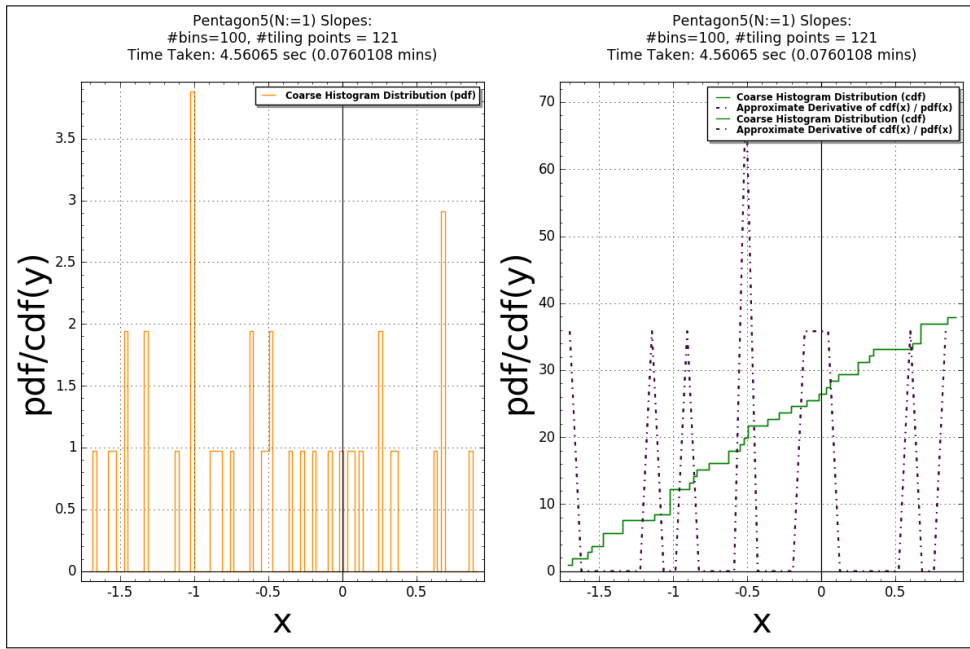 Pentagon5(N:=1) Slopes:
#bins=100, #tiling points = 121
Time Taken: 4.56065 sec (0.0760108 mins)
Coarse Histogram Distribution (pdf)
pdf/cdf(y)
3.5
3
2.5
2
1.5
1
0.5
0
-1.5
-1
-0.5
0
0.5
x
Pentagon5(N:=1) Slopes:
#bins=100, #tiling points = 121
Time Taken: 4.56065 sec (0.0760108 mins)
Coarse Histogram Distribution (cdf)
Approximate Derivative of cdf(x) / pdf(x)
Coarse Histogram Distribution (cdf)
Approximate Derivative of cdf(x) / pdf(x)
pdf/cdf(y)
70
60
50
40
30
20
10
0
-1.5
-1
-0.5
0
0.5
x